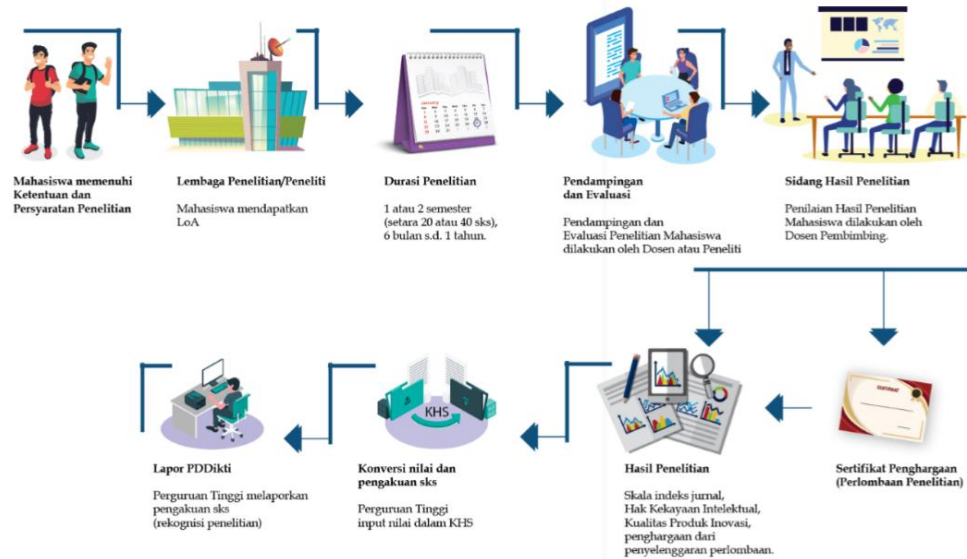 Mahasiswa memenuhi
Ketentuan dan
Persyaratan Penelitian
Lembaga Penelitian/Peneliti
Mahasiswa mendapatkan
LoA
January
Durasi Penelitian
1 atau 2 semester
(setara 20 atau 40 sks),
6 bulan s.d. 1 tahun.
Pendampingan
dan Evaluasi
Pendampingan dan
Evaluasi Penelitian Mahasiswa
dilakukan oleh Dosen atau Peneliti
Sidang Hasil Penelitian
Penilaian Hasil Penelitian
Mahasiswa dilakukan oleh
Dosen Pembimbing.
Lapor PDDikti
Perguruan Tinggi melaporkan
pengakuan sks
(rekognisi penelitian)
KHS
Konversi nilai dan
pengakuan sks
Perguruan Tinggi
input nilai dalam KHS
Hasil Penelitian
Skala indeks jurnal,
Hak Kekayaan Intelektual,
Kualitas Produk Inovasi,
penghargaan dari
penyelenggaran perlombaan.
Sertifikat Penghargaan
(Perlombaan Penelitian)